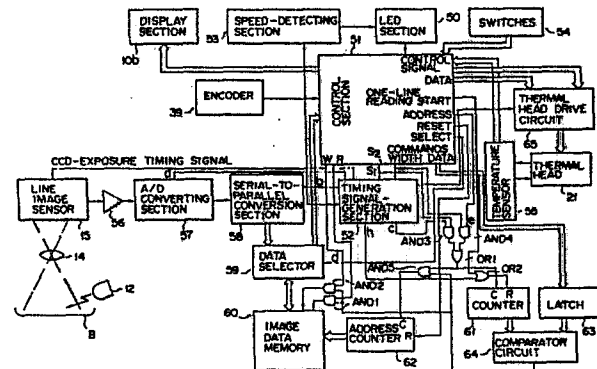 53
50
51
54
DISPLAY
SECTION
10b
SPEED-DETECTING
SECTION
LED
SECTION
SWITCHES
CONTROL
SIGNAL
DATA
ENCODER
39
CONTROL
SECTION
ONE-LINE
READING START
ADDRESS
RESET
SELECT
COMMANDS
WIDTH DATA
W R
S2
S1
THERMAL
HEAD DRIVE
CIRCUIT
65
TEMPERATURE
SENSOR
55
THERMAL
HEAD
21
CCD-EXPOSURE TIMING SIGNAL
d
b
LINE IMAGE
SENSOR
15
56
A/D
CONVERTING
SECTION
57
SERIAL-TO-
PARALLEL
CONVERSION
SECTION
58
TIMING
SIGNAL-
GENERATION
SECTION
52
c
e
AND3
AND4
OR1
OR2
14
12
8
59
DATA
SELECTOR
d
AND5
AND2
AND1
60
IMAGE
DATA
MEMORY
C
R
ADDRESS
COUNTER
62
C R
COUNTER
61
LATCH
63
64
COMPARATOR
CIRCUIT